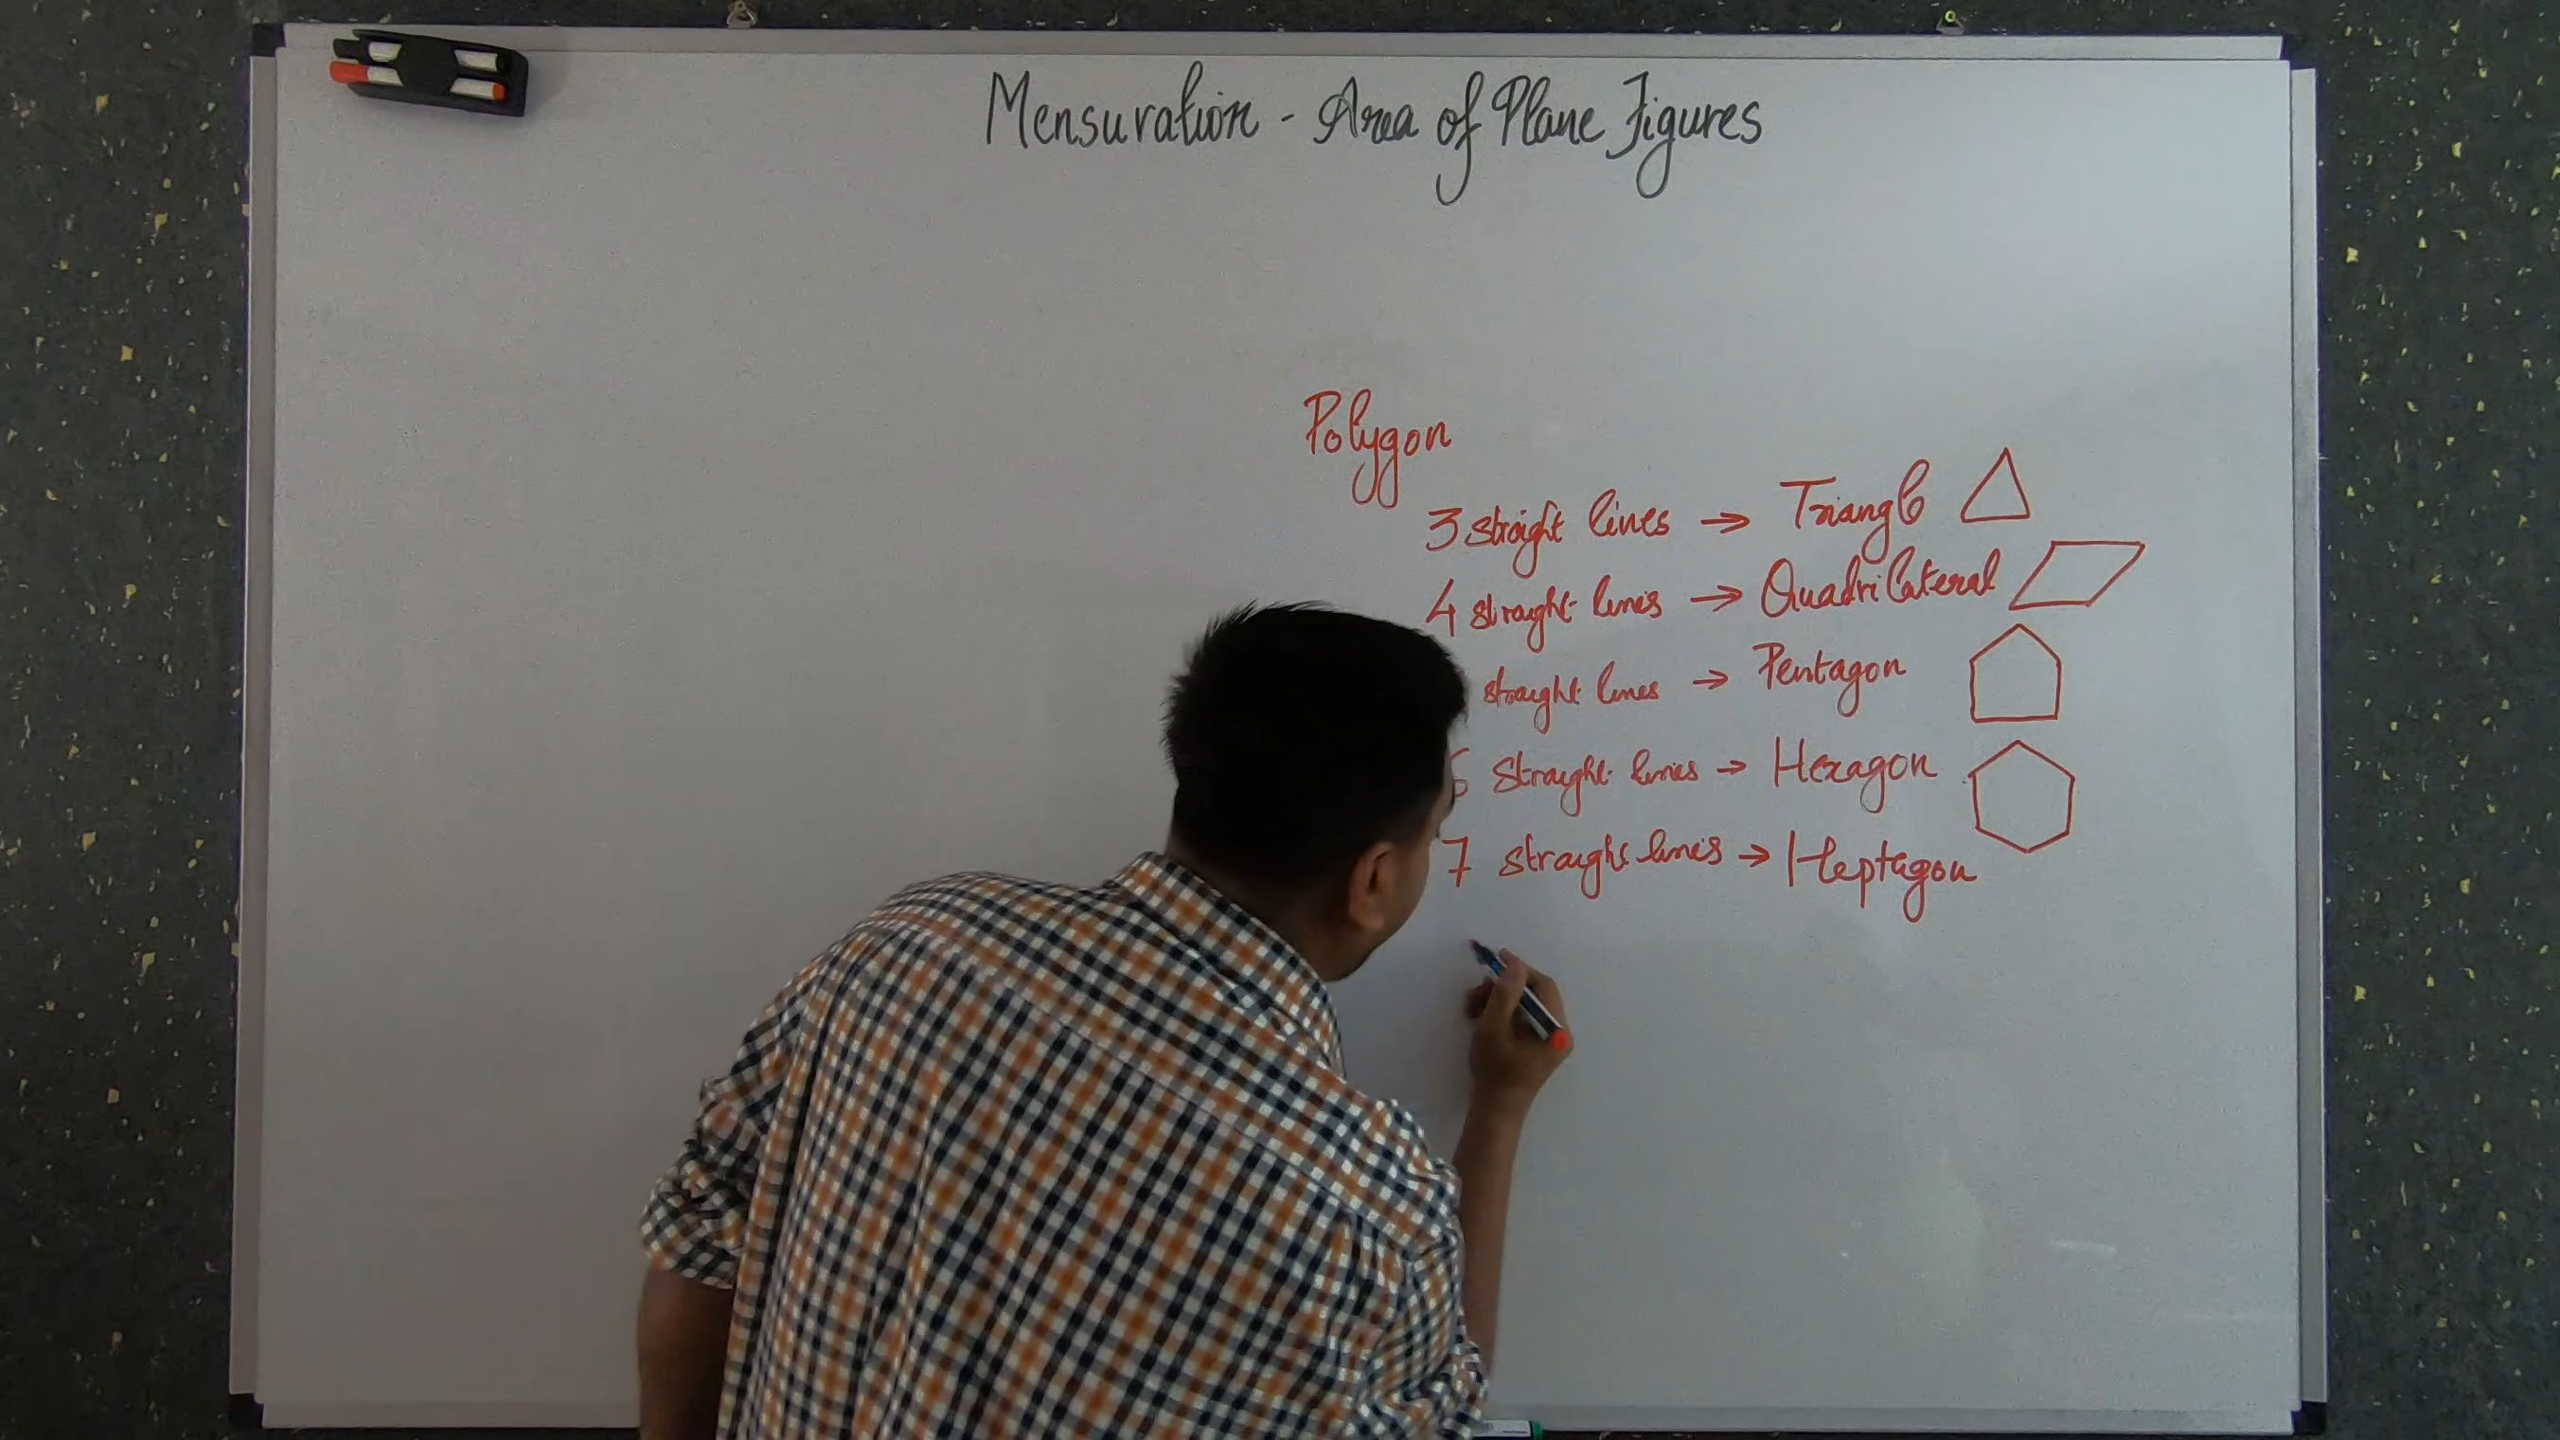 Mensuration - Area of Plane Figures
Polygon
3 straight lines → Triangle
4 straight lines → Quadrilateral
straight lines → Pentagon
6 straight lines → Hexagon
7 straight lines → Heptagon